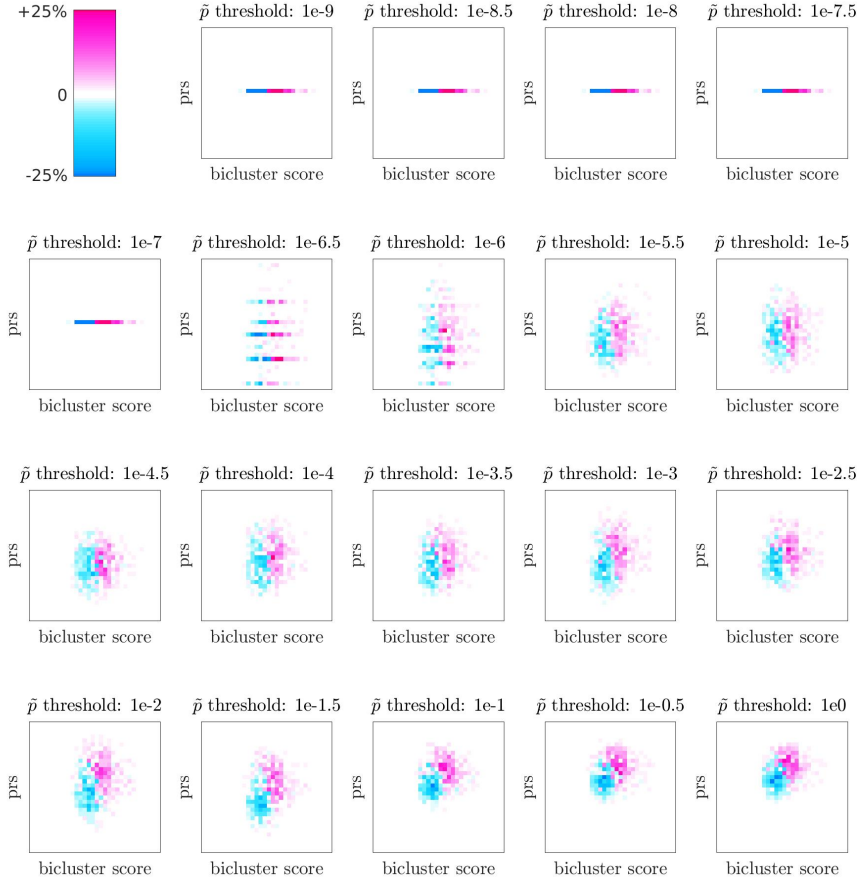 +25%
0
-25%
p̃ threshold: 1e-9
prs
bicluster score
p̃ threshold: 1e-8.5
prs
bicluster score
p̃ threshold: 1e-8
prs
bicluster score
p̃ threshold: 1e-7.5
prs
bicluster score
p̃ threshold: 1e-7
prs
bicluster score
p̃ threshold: 1e-6.5
prs
bicluster score
p̃ threshold: 1e-6
prs
bicluster score
p̃ threshold: 1e-5.5
prs
bicluster score
p̃ threshold: 1e-5
prs
bicluster score
p̃ threshold: 1e-4.5
prs
bicluster score
p̃ threshold: 1e-4
prs
bicluster score
p̃ threshold: 1e-3.5
prs
bicluster score
p̃ threshold: 1e-3
prs
bicluster score
p̃ threshold: 1e-2.5
prs
bicluster score
p̃ threshold: 1e-2
prs
bicluster score
p̃ threshold: 1e-1.5
prs
bicluster score
p̃ threshold: 1e-1
prs
bicluster score
p̃ threshold: 1e-0.5
prs
bicluster score
p̃ threshold: 1e0
prs
bicluster score